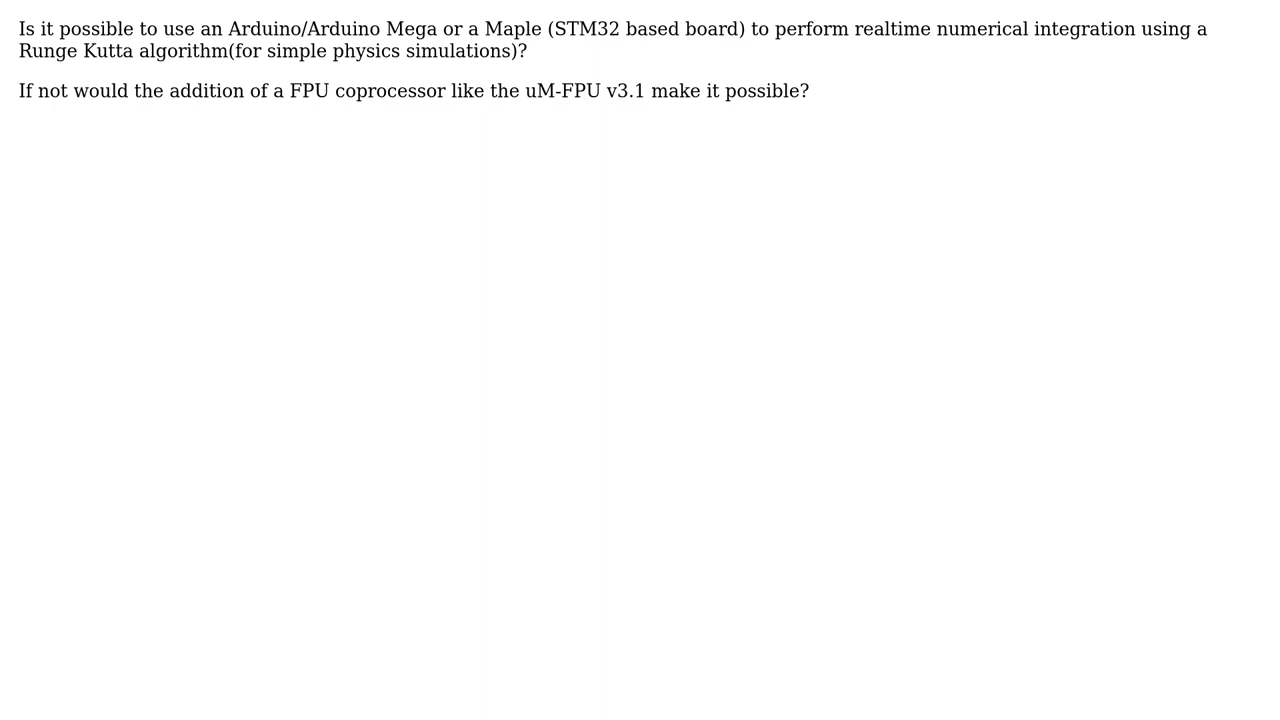 Is it possible to use an Arduino/Arduino Mega or a Maple (STM32 based board) to perform realtime numerical integration using a
Runge Kutta algorithm(for simple physics simulations)?
If not would the addition of a FPU coprocessor like the uM-FPU v3.1 make it possible?